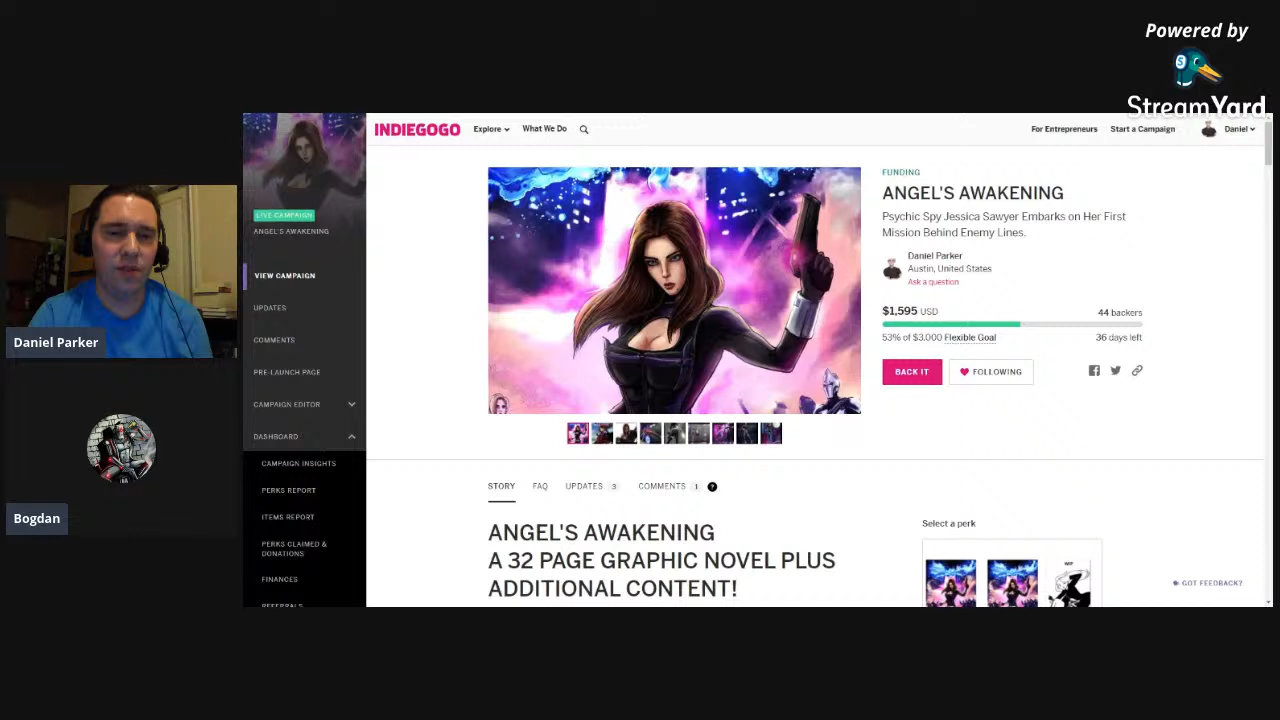 Powered by
StreamYard
INDIEGOGO
Explore
What We Do
For Entrepreneurs
Start a Campaign
Daniel
LIVE CAMPAIGN
ANGEL'S AWAKENING
VIEW CAMPAIGN
UPDATES
COMMENTS
PRE-LAUNCH PAGE
CAMPAIGN EDITOR
DASHBOARD
CAMPAIGN INSIGHTS
PERKS REPORT
ITEMS REPORT
PERKS CLAIMED &
DONATIONS
FINANCES
REFERRALS
FUNDING
ANGEL'S AWAKENING
Psychic Spy Jessica Sawyer Embarks on Her First
Mission Behind Enemy Lines.
Daniel Parker
Austin, United States
Ask a question
$1,595 USD
44 backers
53% of $3,000 Flexible Goal
36 days left
BACK IT
FOLLOWING
STORY
FAQ
UPDATES 3
COMMENTS 1 ?
ANGEL'S AWAKENING
A 32 PAGE GRAPHIC NOVEL PLUS
ADDITIONAL CONTENT!
Select a perk
GOT FEEDBACK?
Daniel Parker
Bogdan